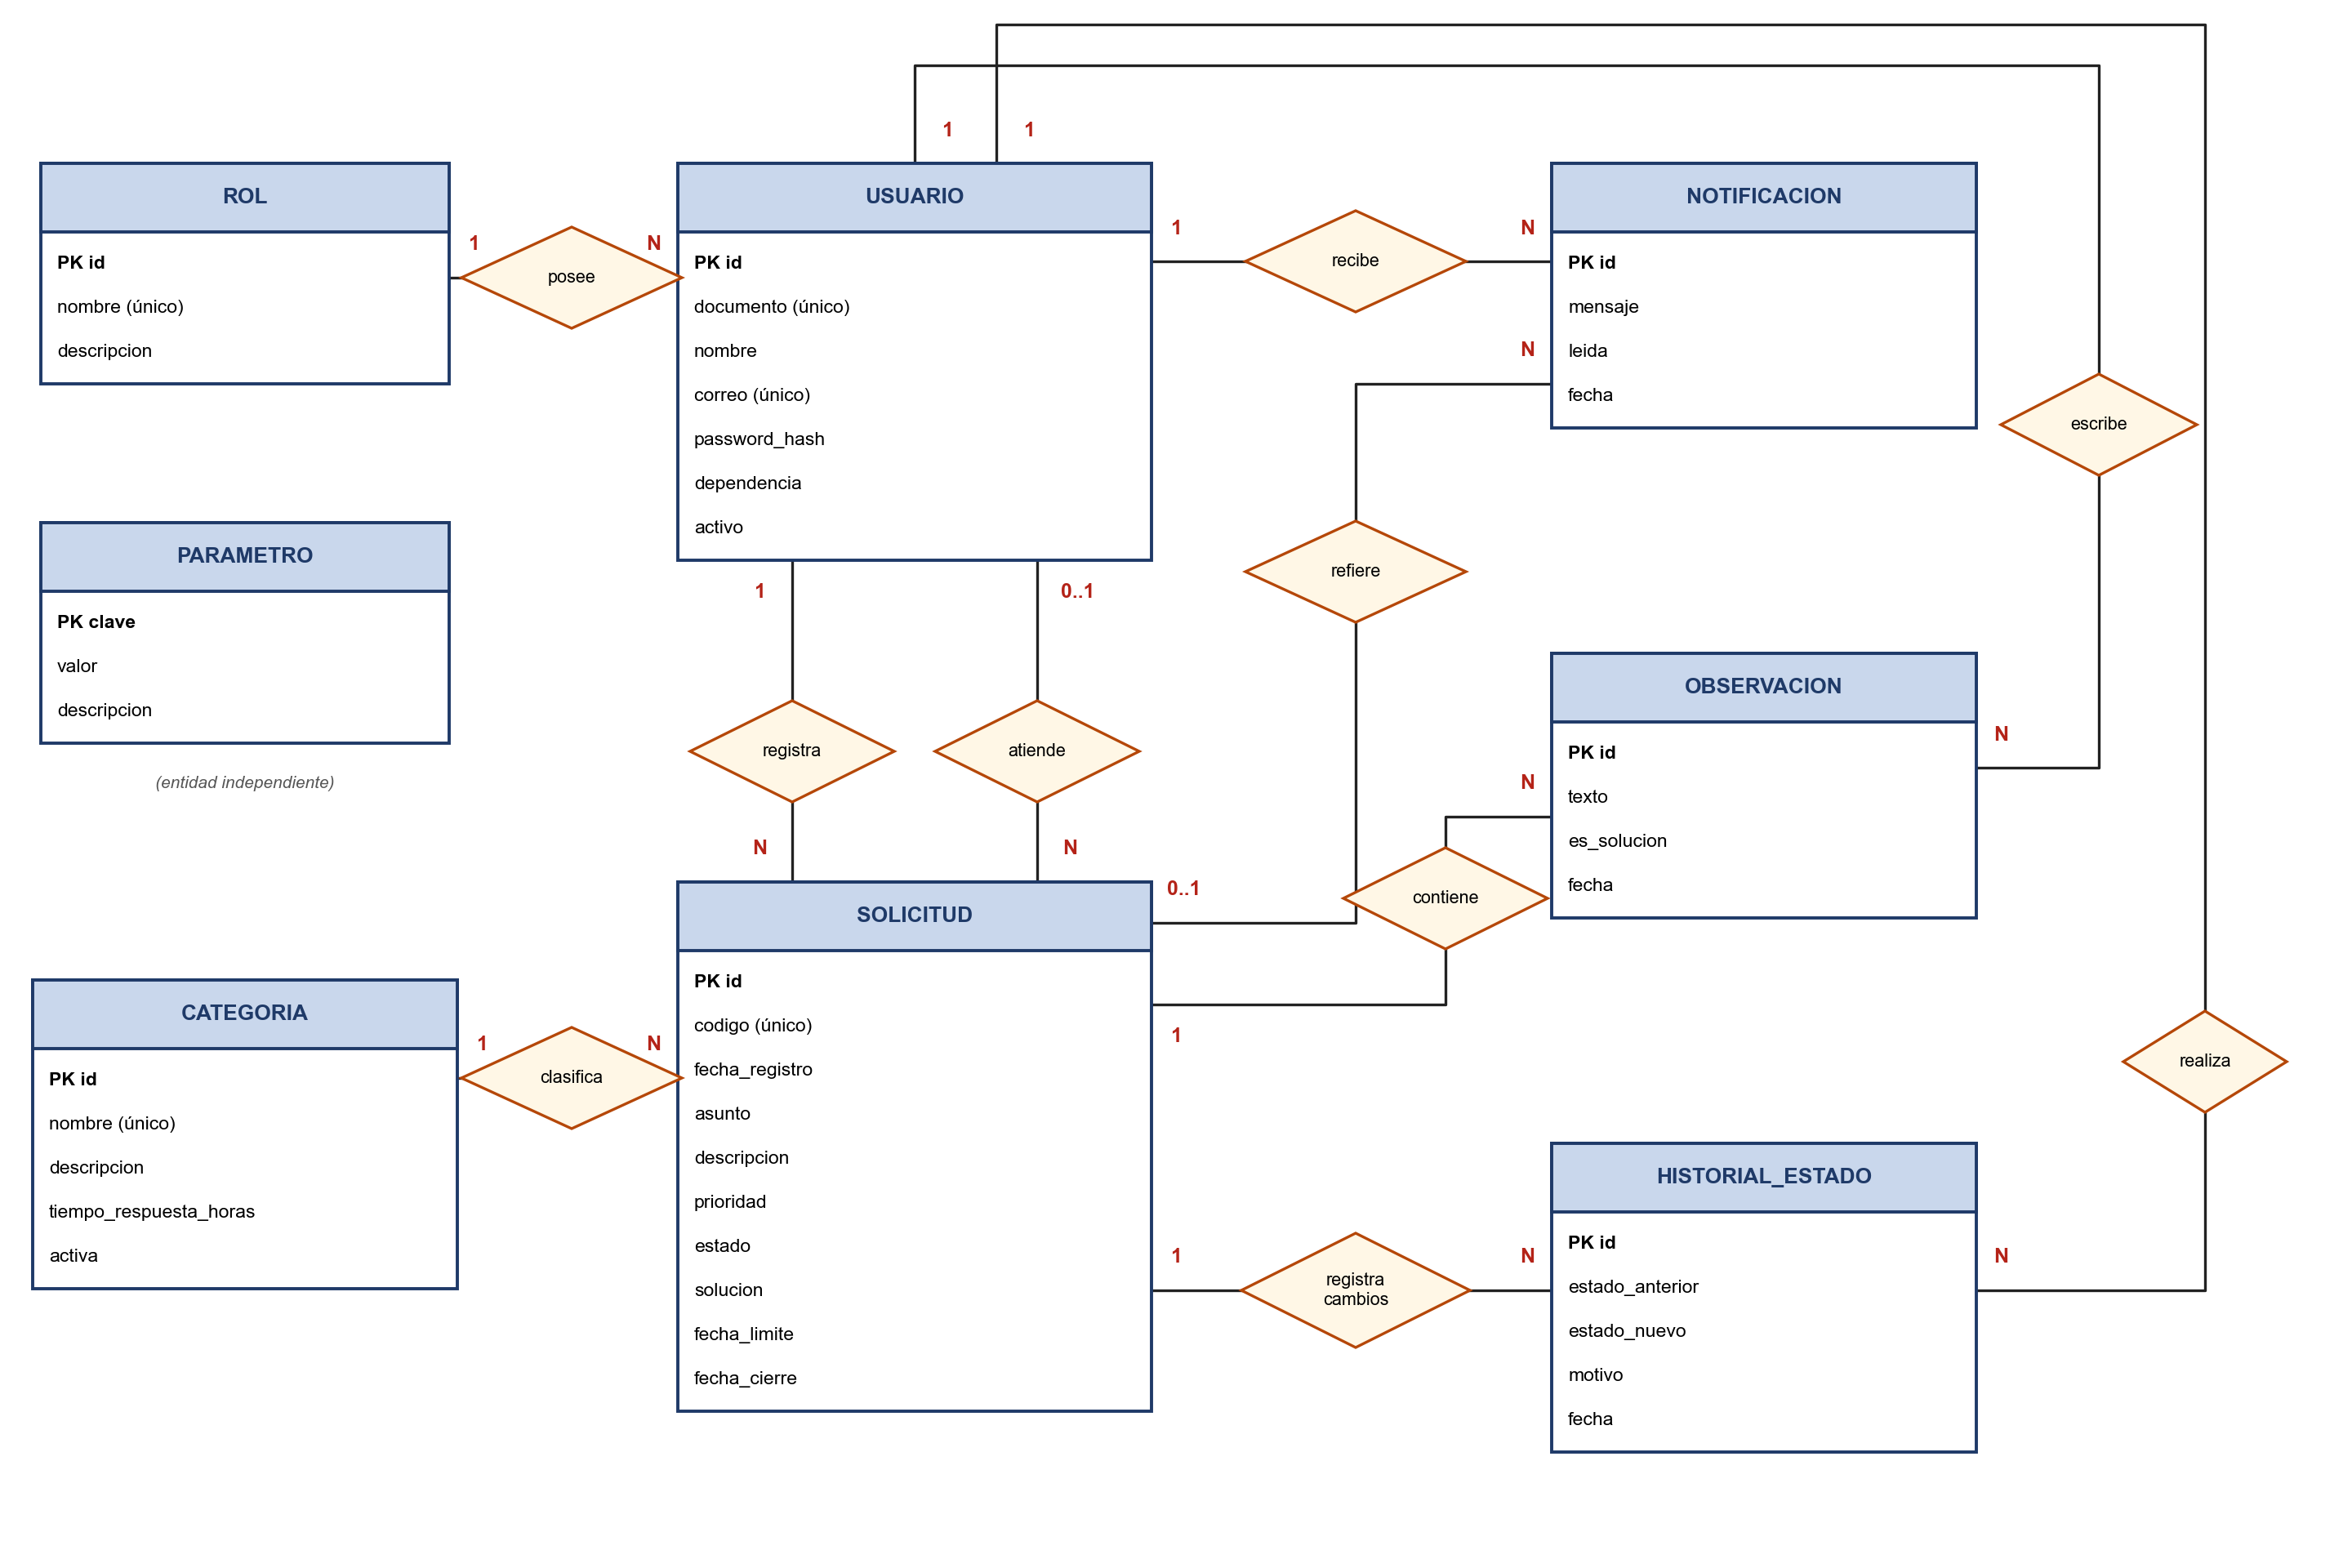 1
1
ROL
PK id
nombre (único)
descripcion
1
posee
N
USUARIO
PK id
documento (único)
nombre
correo (único)
password_hash
dependencia
activo
1
recibe
N
NOTIFICACION
PK id
mensaje
leida
fecha
N
escribe
refiere
PARAMETRO
PK clave
valor
descripcion
(entidad independiente)
1
0..1
registra
atiende
N
N
OBSERVACION
PK id
texto
es_solucion
fecha
N
N
contiene
0..1
1
SOLICITUD
PK id
codigo (único)
fecha_registro
asunto
descripcion
prioridad
estado
solucion
fecha_limite
fecha_cierre
CATEGORIA
PK id
nombre (único)
descripcion
tiempo_respuesta_horas
activa
1
clasifica
N
realiza
1
registra
cambios
N
HISTORIAL_ESTADO
PK id
estado_anterior
estado_nuevo
motivo
fecha
N